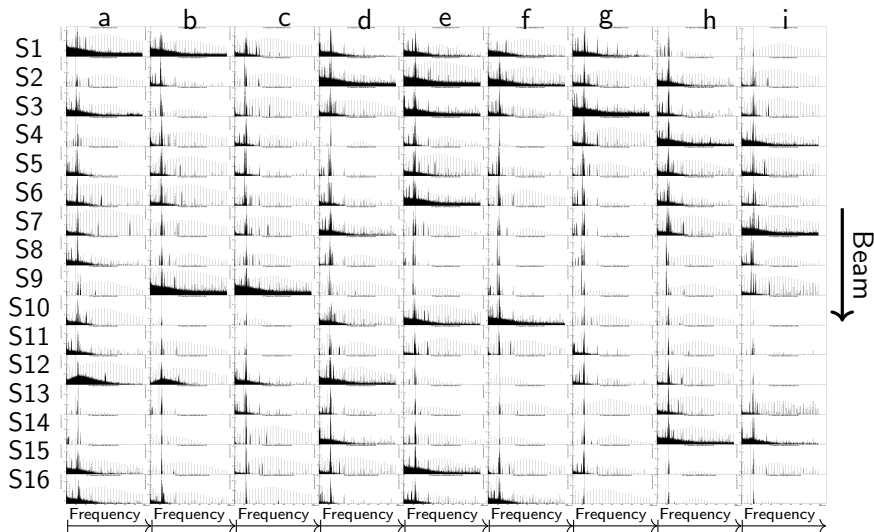 a b c d e f g h i
S1
S2
S3
S4
S5
S6
S7
S8
S9
S10
S11
S12
S13
S14
S15
S16
Beam
Frequency Frequency Frequency Frequency Frequency Frequency Frequency Frequency Frequency